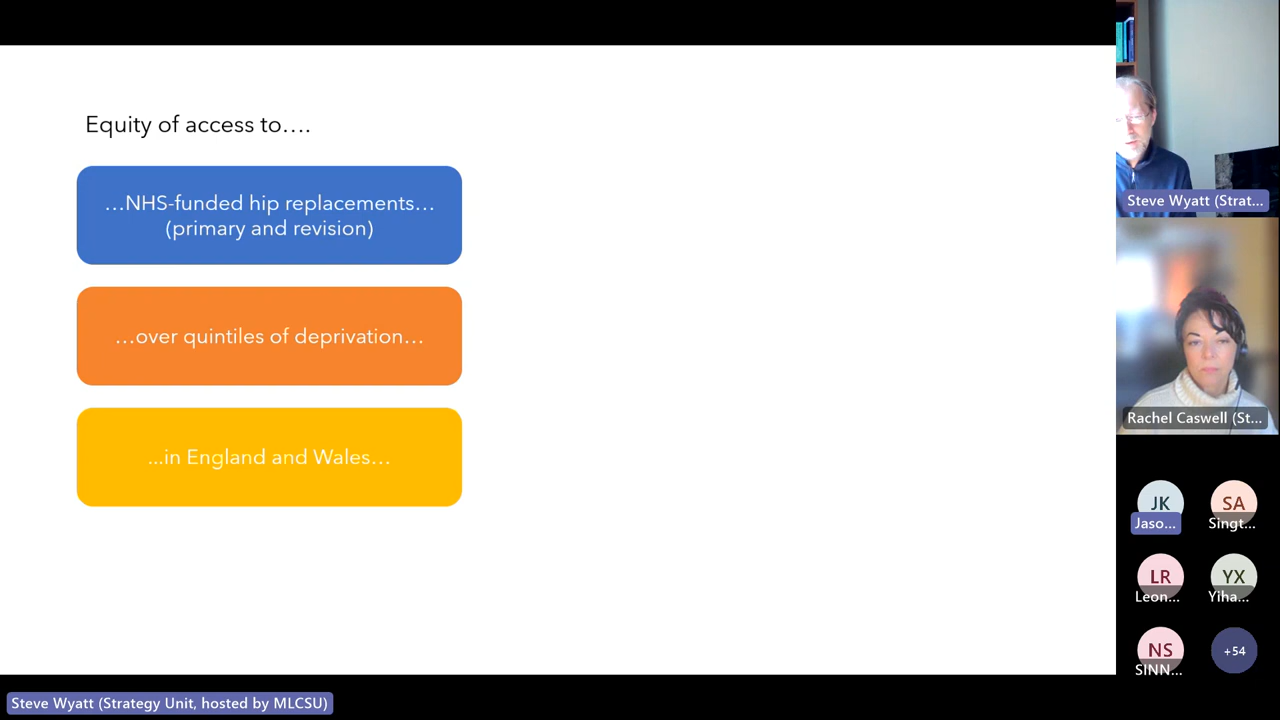 Equity of access to….
…NHS-funded hip replacements…
(primary and revision)
…over quintiles of deprivation…
...in England and Wales…
Steve Wyatt (Strat...
Rachel Caswell (St...
JK
Jaso...
SA
Singt...
LR
Leon...
YX
Yiha...
NS
SINN...
+54
Steve Wyatt (Strategy Unit, hosted by MLCSU)